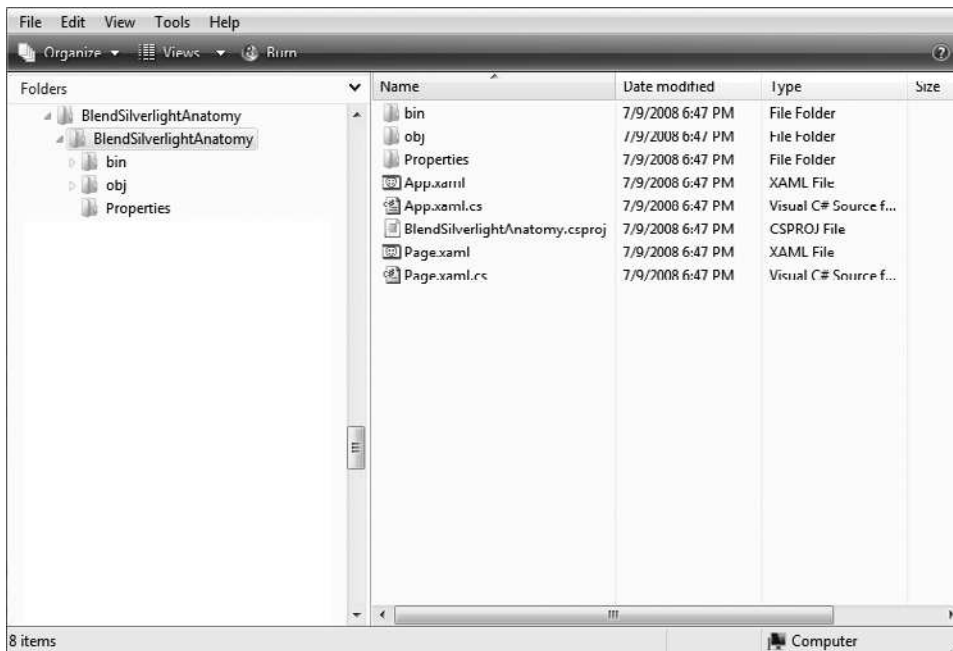 File Edit View Tools Help
Organize Views Burn
Folders
BlendSilverlightAnatomy
BlendSilverlightAnatomy
bin
obj
Properties
Name Date modified Type Size
bin 7/9/2008 6:47 PM File Folder
obj 7/9/2008 6:47 PM File Folder
Properties 7/9/2008 6:47 PM File Folder
App.xaml 7/9/2008 6:47 PM XAML File
App.xaml.cs 7/9/2008 6:47 PM Visual C# Source f...
BlendSilverlightAnatomy.csproj 7/9/2008 6:47 PM CSPROJ File
Page.xaml 7/9/2008 6:47 PM XAML File
Page.xaml.cs 7/9/2008 6:47 PM Visual C# Source f...
8 items Computer